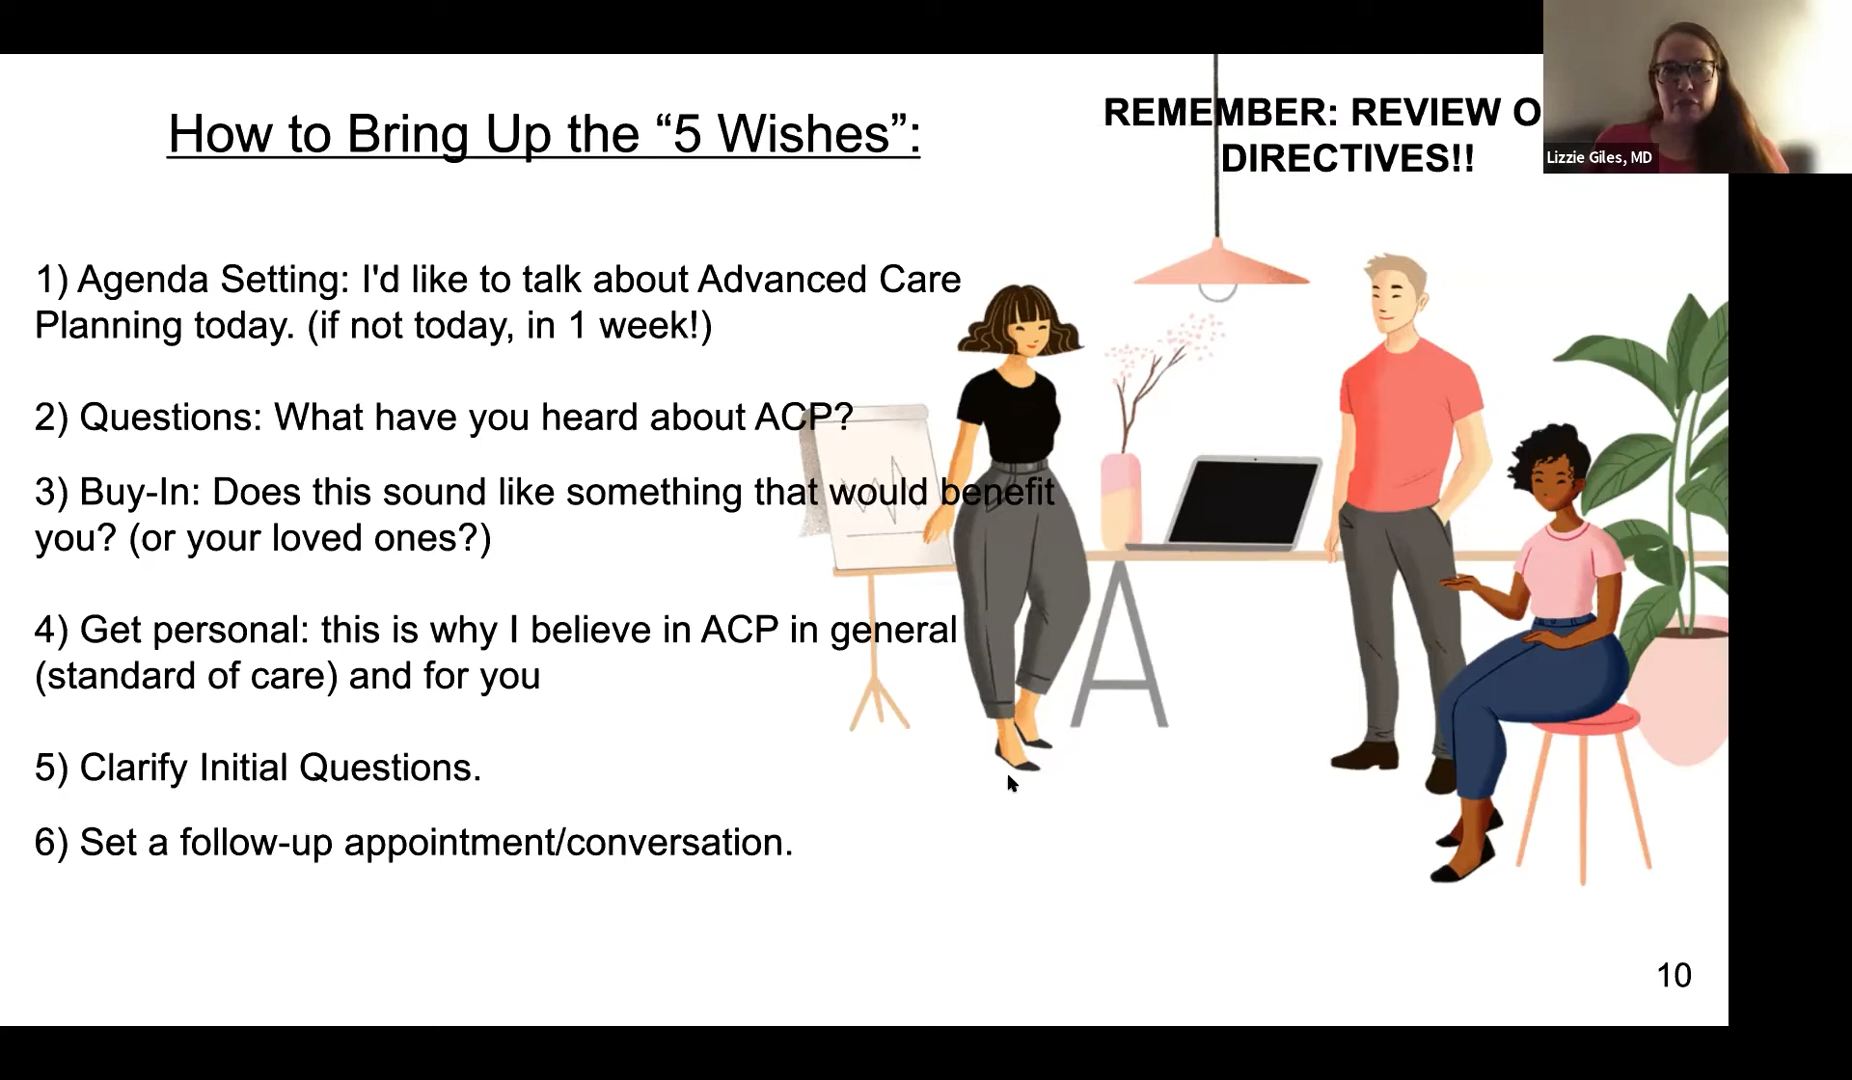 How to Bring Up the “5 Wishes”:
REMEMBER: REVIEW
DIRECTIVES!!
Lizzie Giles, MD
1) Agenda Setting: I'd like to talk about Advanced Care
Planning today. (if not today, in 1 week!)
2) Questions: What have you heard about ACP?
3) Buy-In: Does this sound like something that would benefit
you? (or your loved ones?)
4) Get personal: this is why I believe in ACP in general
(standard of care) and for you
5) Clarify Initial Questions.
6) Set a follow-up appointment/conversation.
10